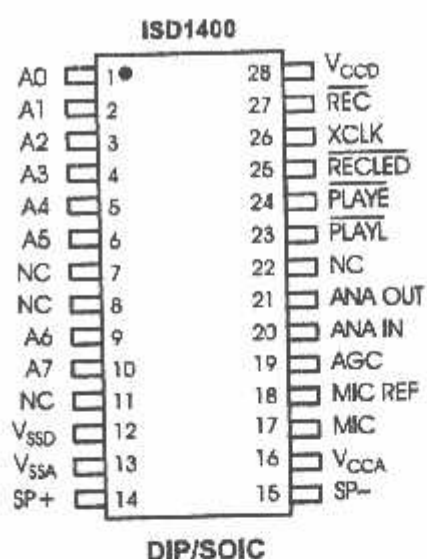 ISD1400
A0 1 28 VCCD
A1 2 27 REC
A2 3 26 XCLK
A3 4 25 RECLED
A4 5 24 PLAYE
A5 6 23 PLAYL
NC 7 22 NC
NC 8 21 ANA OUT
A6 9 20 ANA IN
A7 10 19 AGC
NC 11 18 MIC REF
VSSD 12 17 MIC
VSSA 13 16 VCCA
SP+ 14 15 SP–
DIP/SOIC